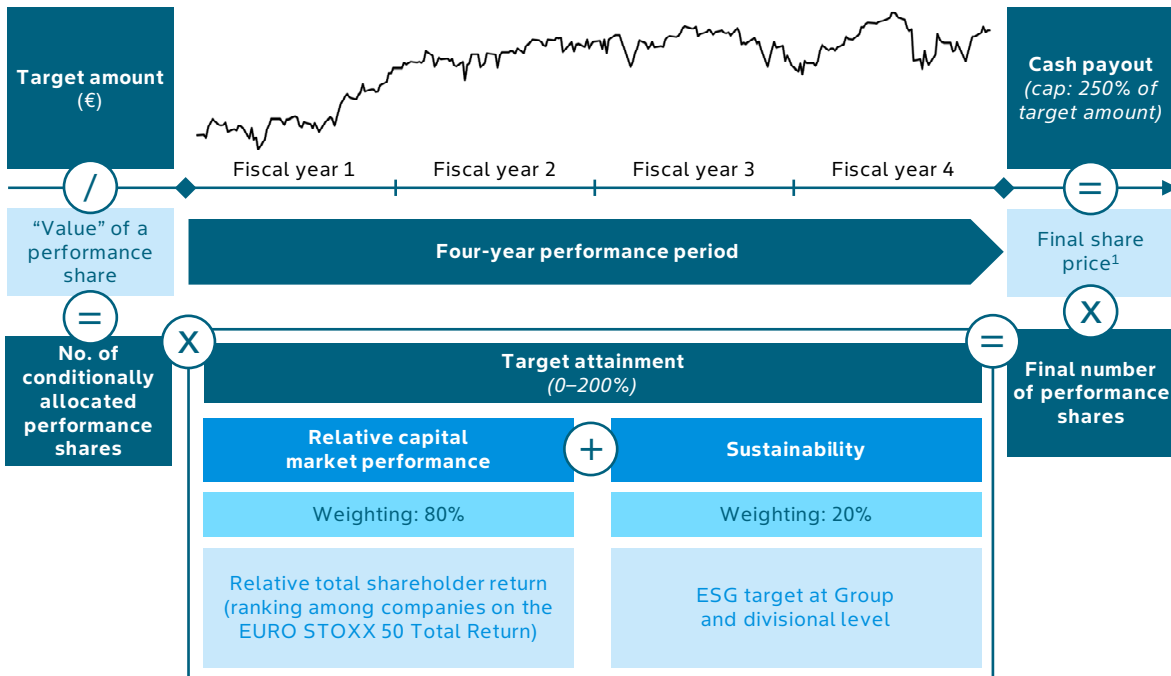 Target amount
(€)
/
“Value” of a
performance
share
=
No. of
conditionally
allocated
performance
shares
X
Fiscal year 1
Fiscal year 2
Fiscal year 3
Fiscal year 4
Four-year performance period
Target attainment
(0–200%)
Relative capital
market performance
+
Sustainability
Weighting: 80%
Weighting: 20%
Relative total shareholder return
(ranking among companies on the
EURO STOXX 50 Total Return)
ESG target at Group
and divisional level
=
Cash payout
(cap: 250% of
target amount)
=
Final share
price¹
X
Final number
of performance
shares